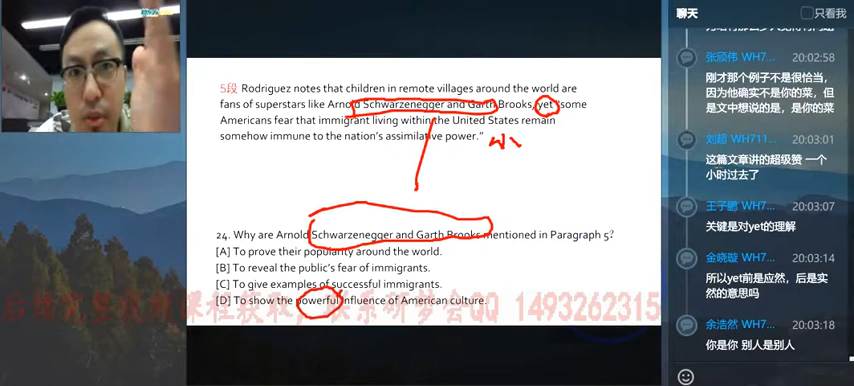 聊天
只看我
5段 Rodriguez notes that children in remote villages around the world are
fans of superstars like Arnold Schwarzenegger and Garth Brooks, yet "some
Americans fear that immigrant living within the United States remain
somehow immune to the nation's assimilative power."
24. Why are Arnold Schwarzenegger and Garth Brooks mentioned in Paragraph 5?
[A] To prove their popularity around the world.
[B] To reveal the public's fear of immigrants.
[C] To give examples of successful immigrants.
[D] To show the powerful influence of American culture.
联系研梦会QQ 1493262315
张颀伟 WH7... 20:02:58
刚才那个例子不是很恰当，
因为他确实不是你的菜，但
是文中想说的是，是你的菜
刘超 WH711... 20:03:01
这篇文章讲的超级赞 一个
小时过去了
王子鹏 WH7... 20:03:07
关键是对yet的理解
金晓璇 WH7... 20:03:14
所以yet前是应然，后是实
然的意思吗
余浩然 WH7... 20:03:18
你是你 别人是别人